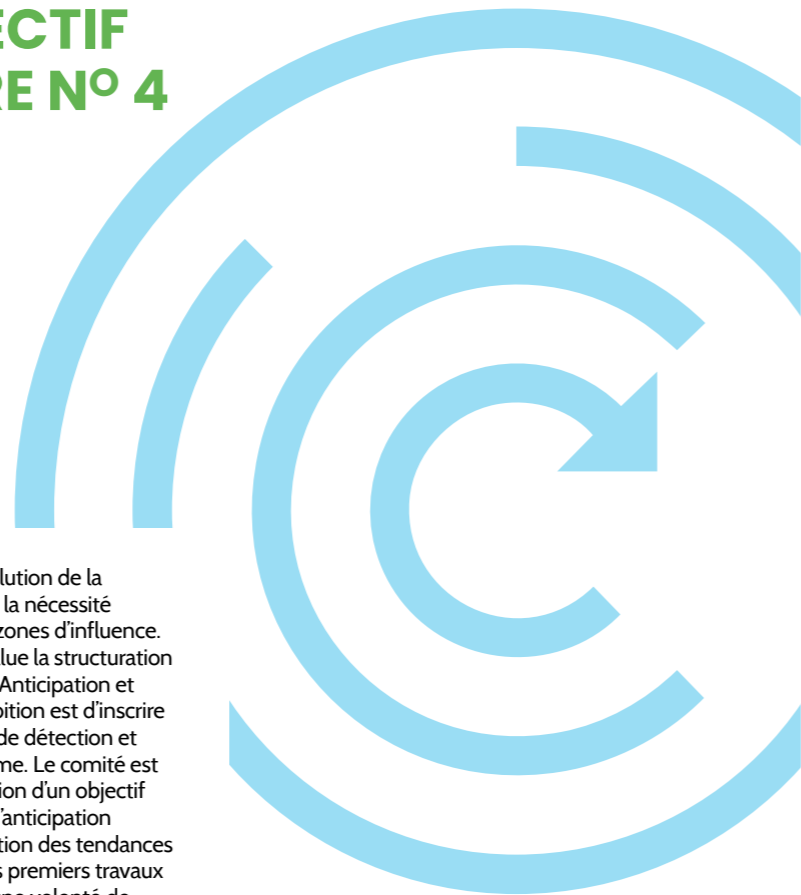 ECTIF
RE Nº 4
lution de la
la nécessité
zones d’influence.
lue la structuration
Anticipation et
bition est d’inscrire
de détection et
me. Le comité est
ion d’un objectif
’anticipation
tion des tendances
s premiers travaux